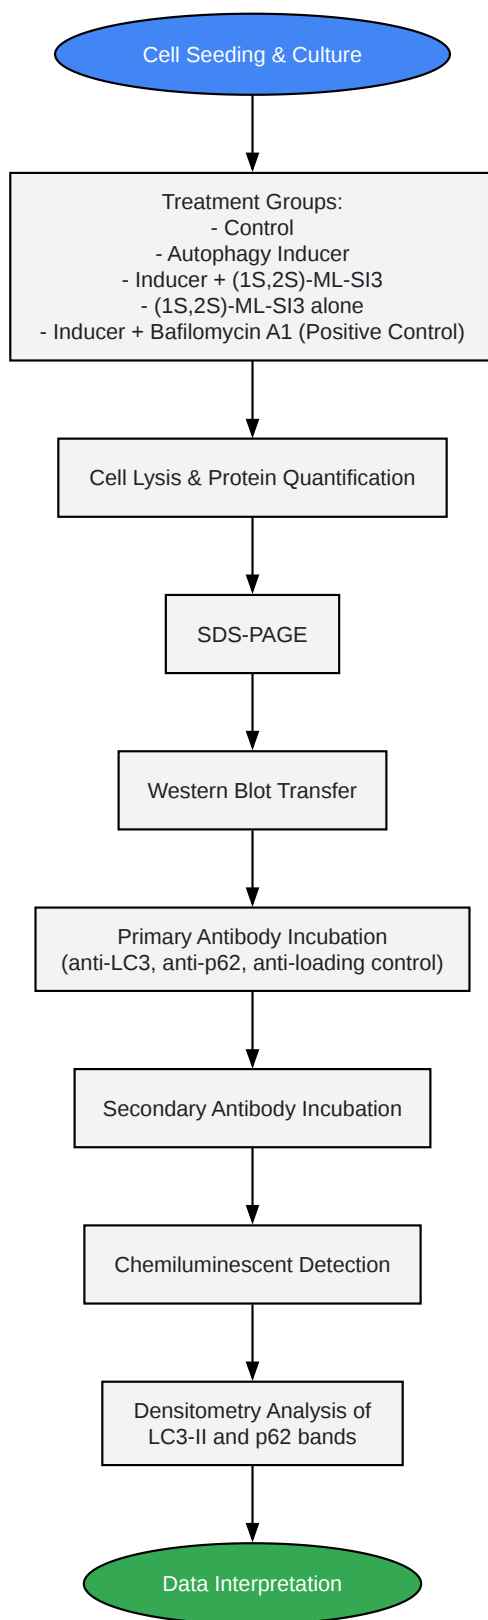 Cell Seeding & Culture
Treatment Groups:
- Control
- Autophagy Inducer
- Inducer + (1S,2S)-ML-SI3
- (1S,2S)-ML-SI3 alone
- Inducer + Bafilomycin A1 (Positive Control)
Cell Lysis & Protein Quantification
SDS-PAGE
Western Blot Transfer
Primary Antibody Incubation
(anti-LC3, anti-p62, anti-loading control)
Secondary Antibody Incubation
Chemiluminescent Detection
Densitometry Analysis of
LC3-II and p62 bands
Data Interpretation